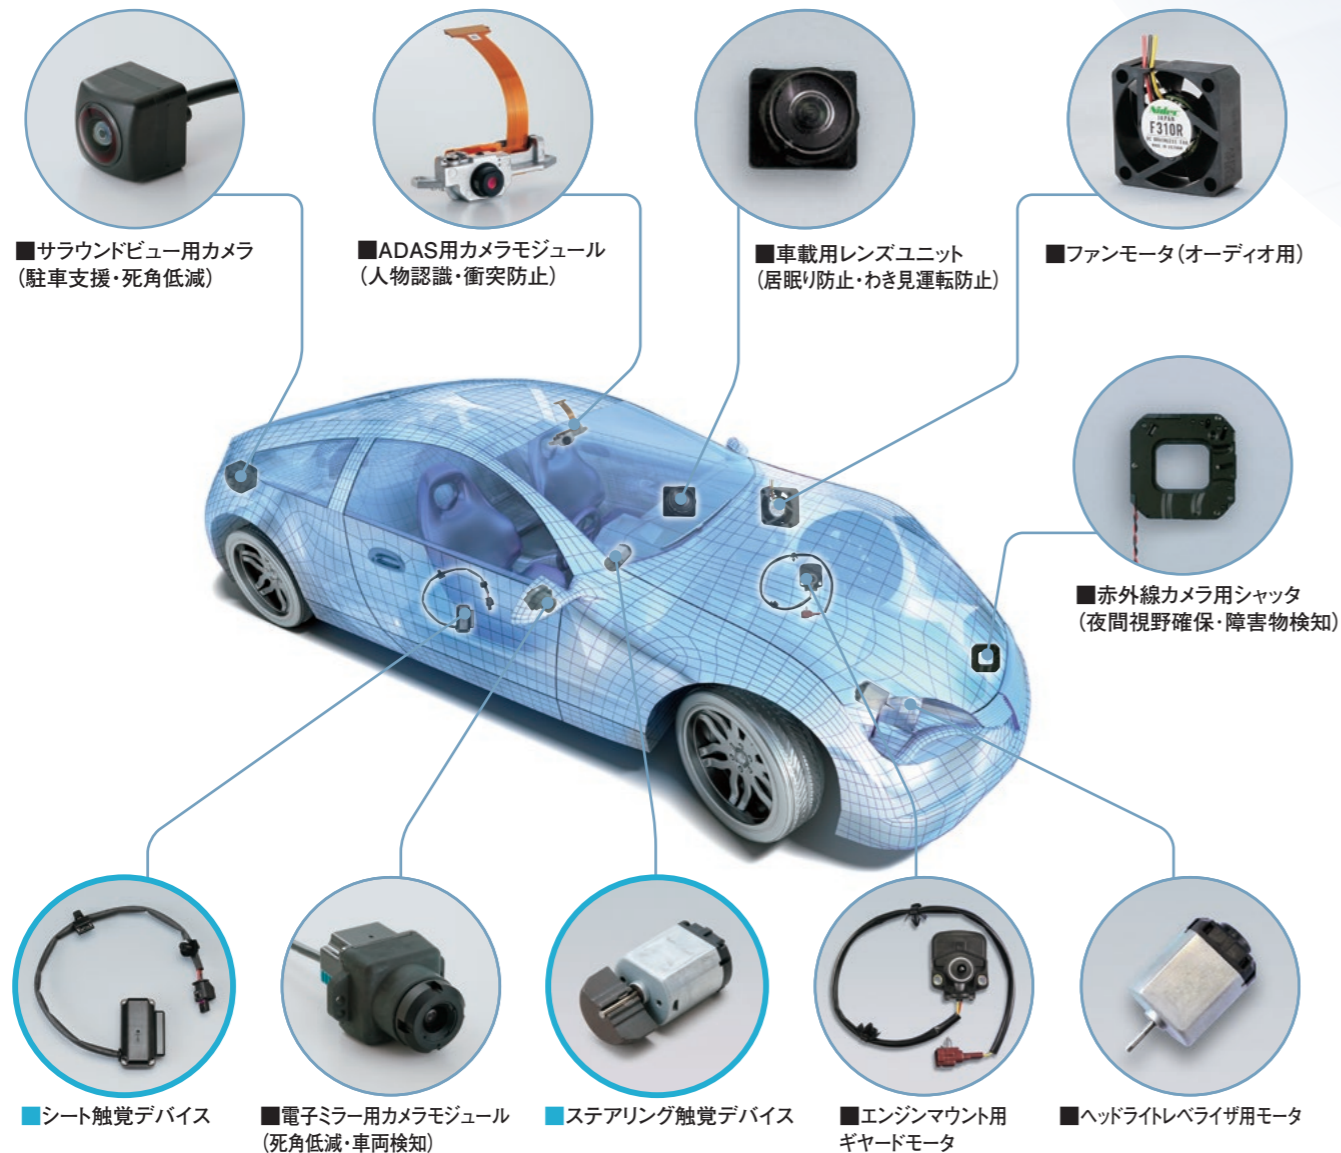 Nidec
JAPAN
F310R
■サラウンドビュー用カメラ
(駐車支援・死角低減)
■ADAS用カメラモジュール
(人物認識・衝突防止)
■車載用レンズユニット
(居眠り防止・わき見運転防止)
■ファンモータ(オーディオ用)
■赤外線カメラ用シャッタ
(夜間視野確保・障害物検知)
■シート触覚デバイス
■電子ミラー用カメラモジュール
(死角低減・車両検知)
■ステアリング触覚デバイス
■エンジンマウント用
ギヤードモータ
■ヘッドライトレベライザ用モータ